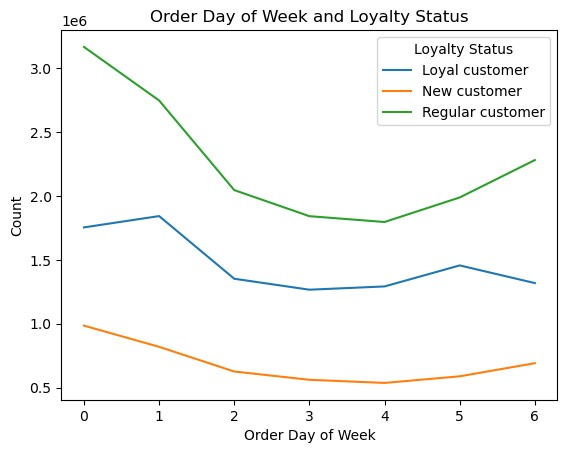 Order Day of Week and Loyalty Status
1e6
Loyalty Status
Loyal customer
New customer
Regular customer
3.0
2.5
2.0
1.5
1.0
0.5
Count
0 1 2 3 4 5 6
Order Day of Week